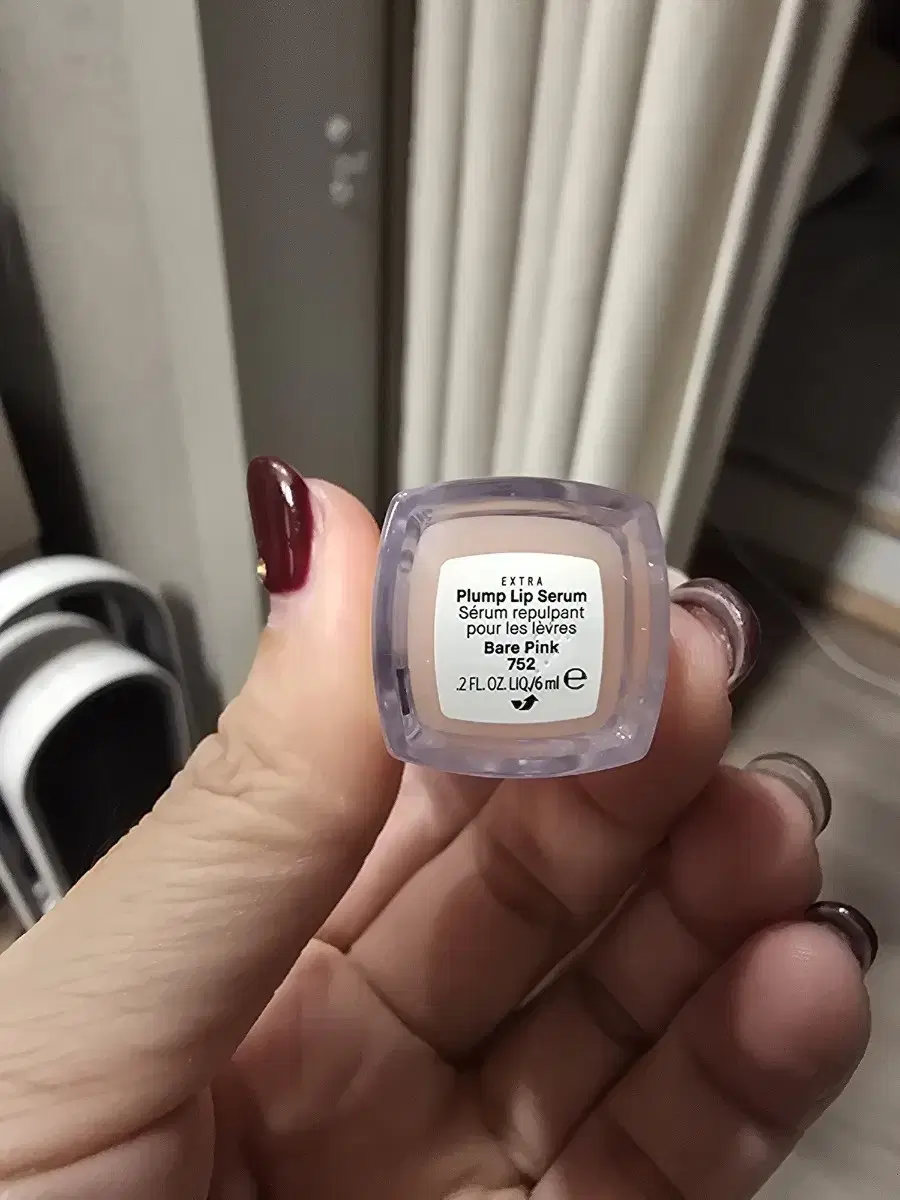 EXTRA
Plump Lip Serum
Sérum repulpant
pour les lèvres
Bare Pink
752
.2 FL. OZ. LIQ./6 ml ℮